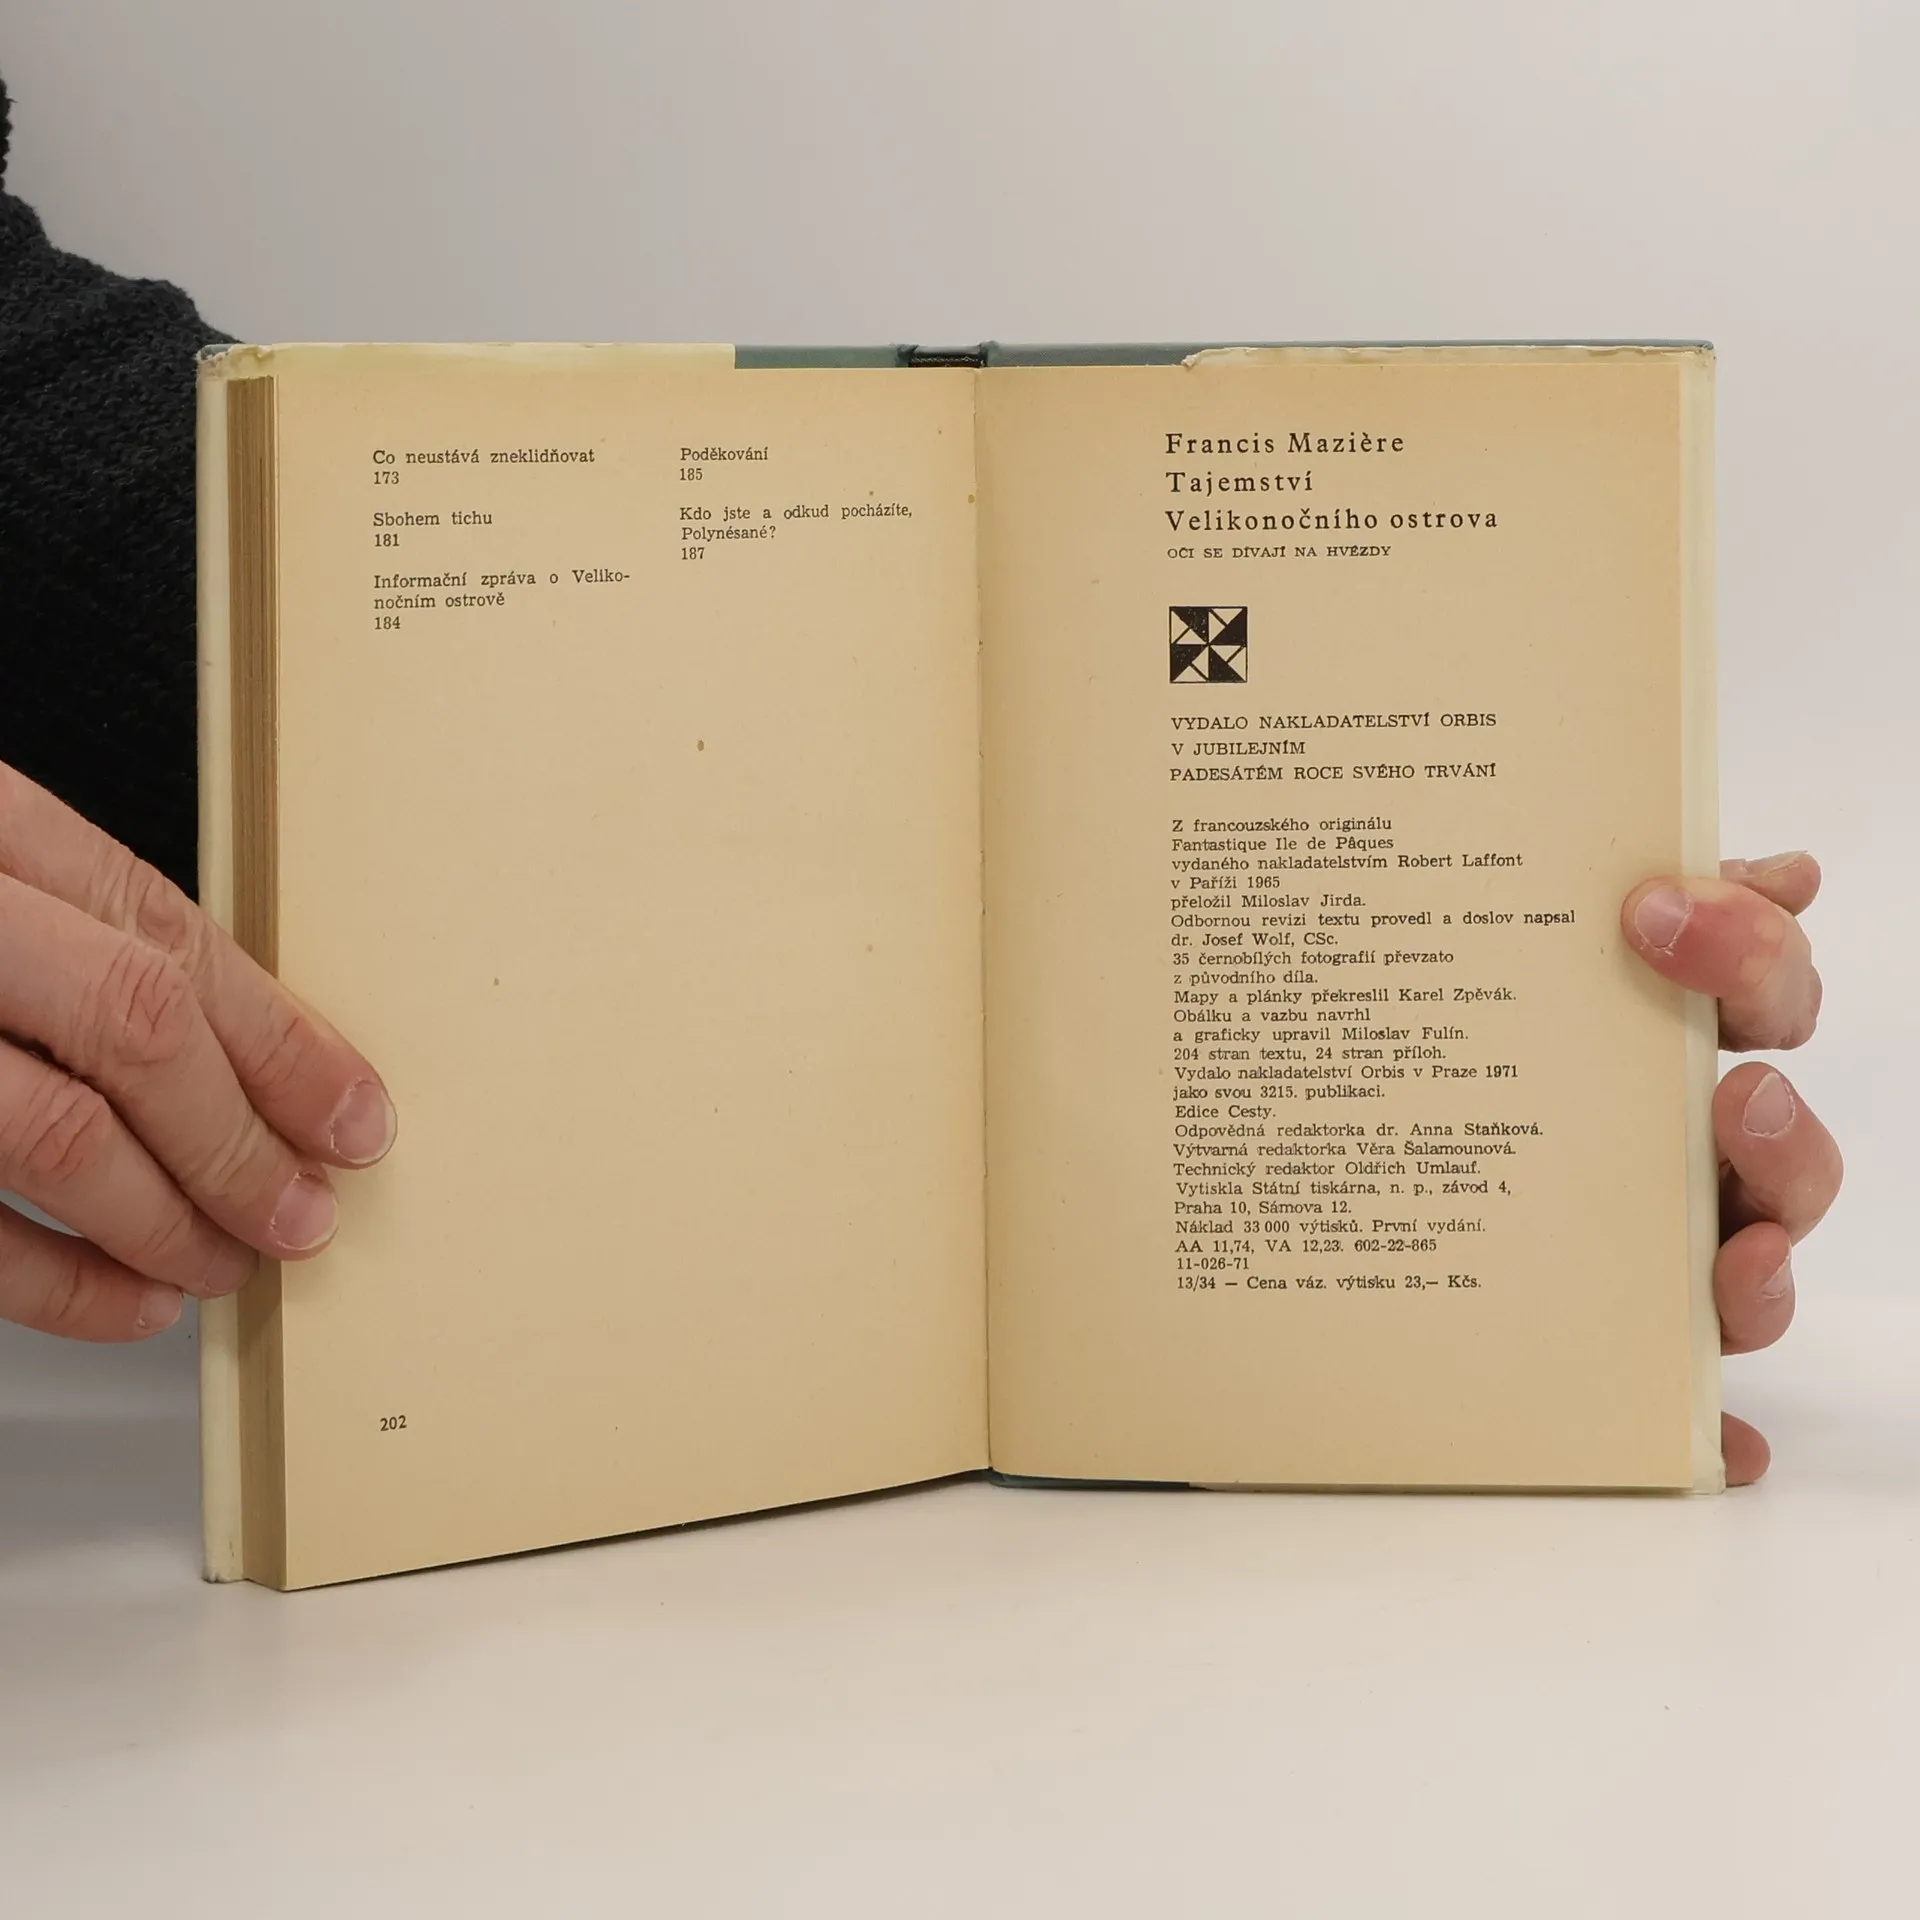 Co neustává zneklidňovat
173
Sbohem tichu
181
Informační zpráva o Veliko-
nočním ostrově
184
Poděkování
185
Kdo jste a odkud pocházíte,
Polynésané?
187
202
Francis Mazière
Tajemství
Velikonočního ostrova
OČI SE DÍVAJÍ NA HVĚZDY
VYDALO NAKLADATELSTVÍ ORBIS
V JUBILEJNÍM
PADESÁTÉM ROCE SVÉHO TRVÁNÍ
Z francouzského originálu
Fantastique Ile de Pâques
vydaného nakladatelstvím Robert Laffont
v Paříži 1965
přeložil Miloslav Jirda.
Odbornou revizi textu provedl a doslov napsal
dr. Josef Wolf, CSc.
35 černobílých fotografií převzato
z původního díla.
Mapy a plánky překreslil Karel Zpěvák.
Obálku a vazbu navrhl
a graficky upravil Miloslav Fulín.
204 stran textu, 24 stran příloh.
Vydalo nakladatelství Orbis v Praze 1971
jako svou 3215. publikaci.
Edice Cesty.
Odpovědná redaktorka dr. Anna Staňková.
Výtvarná redaktorka Věra Šalamounová.
Technický redaktor Oldřich Umlauf.
Vytiskla Státní tiskárna, n. p., závod 4,
Praha 10, Sámova 12.
Náklad 33 000 výtisků. První vydání.
AA 11,74, VA 12,23. 602-22-865
11-026-71
13/34 — Cena váz. výtisku 23,— Kčs.